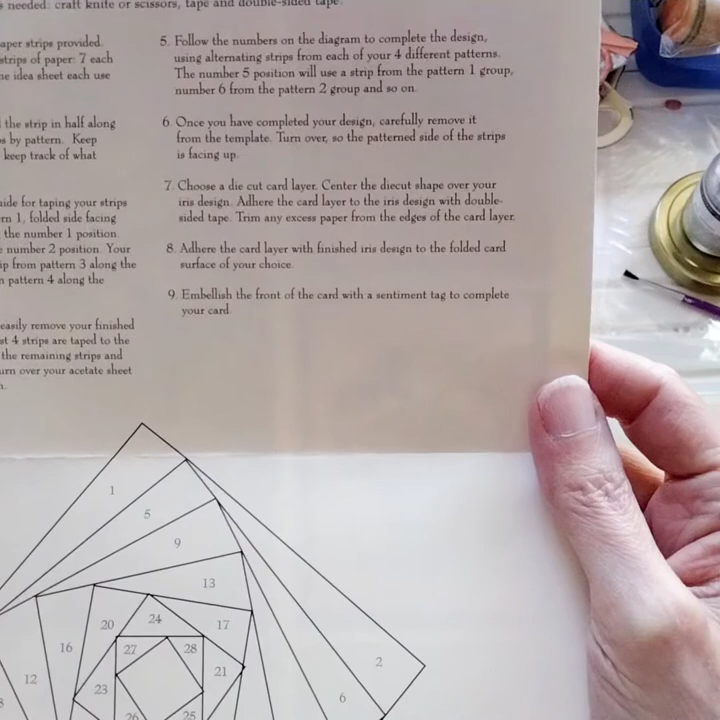 needed: craft knife or scissors, tape and double-sided tape.
aper strips provided.
strips of paper: 7 each
idea sheet each use
the strip in half along
by pattern. Keep
keep track of what
for taping your strips
1, folded side facing
the number 1 position.
number 2 position. Your
from pattern 3 along the
pattern 4 along the
easily remove your finished
4 strips are taped to the
the remaining strips and
turn over your acetate sheet
5. Follow the numbers on the diagram to complete the design,
using alternating strips from each of your 4 different patterns.
The number 5 position will use a strip from the pattern 1 group,
number 6 from the pattern 2 group and so on.
6. Once you have completed your design, carefully remove it
from the template. Turn over, so the patterned side of the strips
is facing up.
7. Choose a die cut card layer. Center the diecut shape over your
iris design. Adhere the card layer to the iris design with double-
sided tape. Trim any excess paper from the edges of the card layer.
8. Adhere the card layer with finished iris design to the folded card
surface of your choice.
9. Embellish the front of the card with a sentiment tag to complete
your card.
1
5
9
13
24
20
17
16
27
28
2
21
12
23
6
26
25